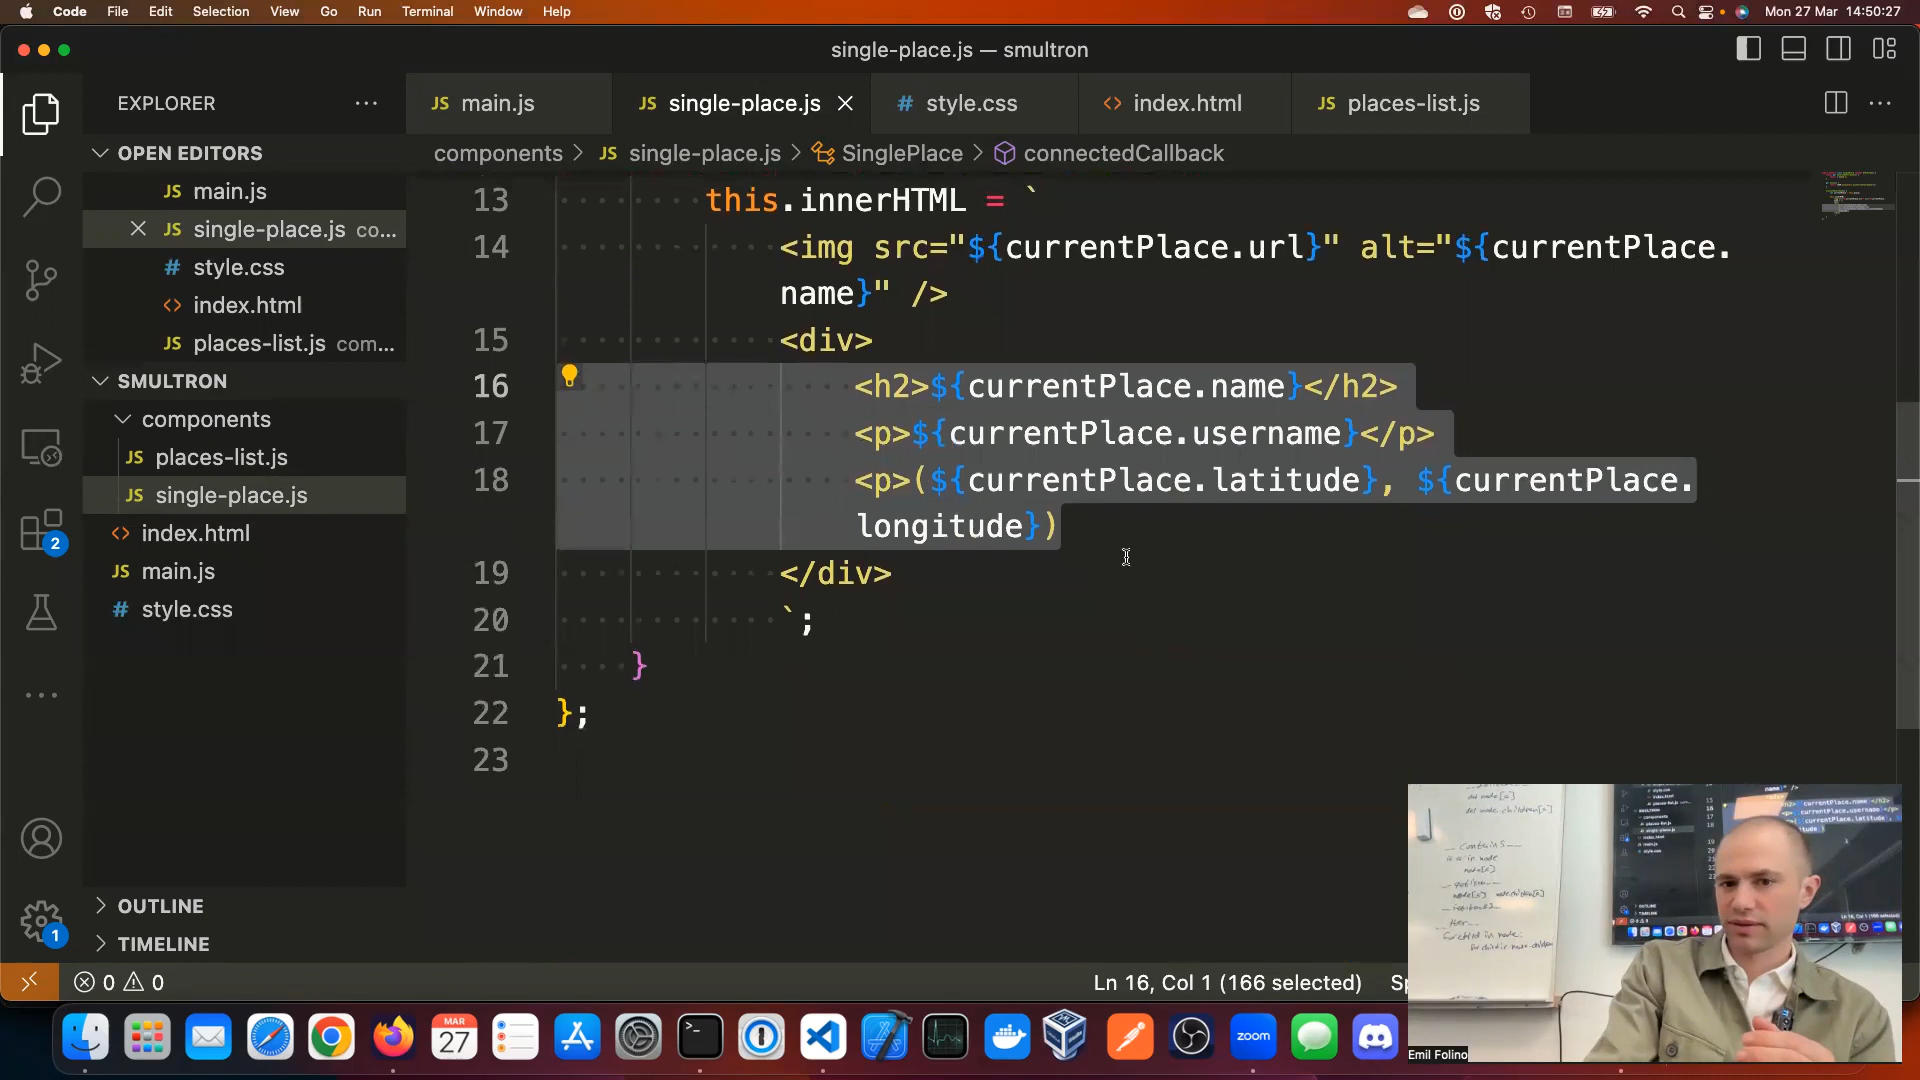 Code File Edit Selection View Go Run Terminal Window Help Mon 27 Mar 14:50:27
single-place.js — smultron
EXPLORER
JS main.js JS single-place.js # style.css <> index.html JS places-list.js
components > JS single-place.js > SinglePlace > connectedCallback
OPEN EDITORS
JS main.js
JS single-place.js co...
# style.css
<> index.html
JS places-list.js com...
SMULTRON
components
JS places-list.js
JS single-place.js
<> index.html
JS main.js
# style.css
2
1
OUTLINE
TIMELINE
13 this.innerHTML = `
14 <img src="${currentPlace.url}" alt="${currentPlace.
name}" />
15 <div>
16 <h2>${currentPlace.name}</h2>
17 <p>${currentPlace.username}</p>
18 <p>(${currentPlace.latitude}, ${currentPlace.
longitude})
19 </div>
20 `;
21 }
22 };
23
0 0
Ln 16, Col 1 (166 selected) Sp
MAR
27
zoom
Emil Folino